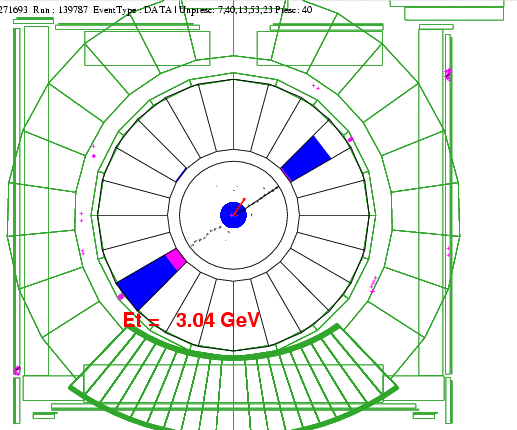 271693 Run : 139787 EventType : DATA | Unpresc: 7,40,13,53,23 Presc: 40
Et = 3.04 GeV